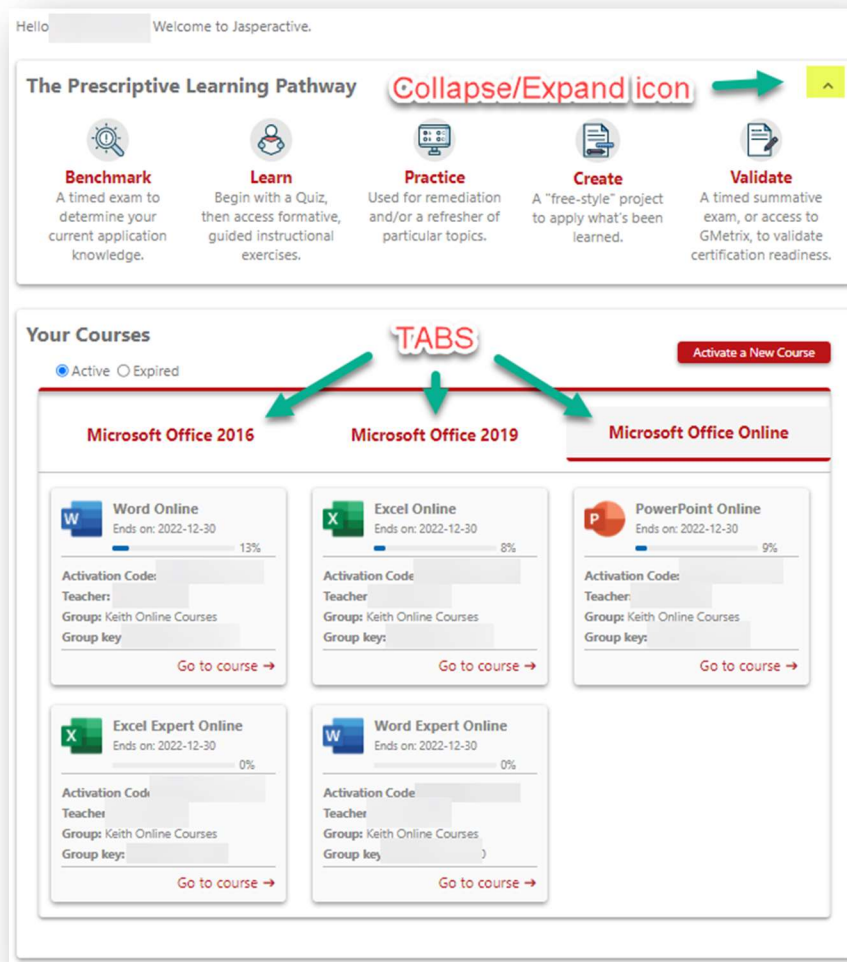 Hello Welcome to Jasperactive.
The Prescriptive Learning Pathway
Collapse/Expand icon
Benchmark
A timed exam to
determine your
current application
knowledge.
Learn
Begin with a Quiz,
then access formative,
guided instructional
exercises.
Practice
Used for remediation
and/or a refresher of
particular topics.
Create
A "free-style" project
to apply what's been
learned.
Validate
A timed summative
exam, or access to
GMetrix, to validate
certification readiness.
Your Courses
TABS
Activate a New Course
Active Expired
Microsoft Office 2016
Microsoft Office 2019
Microsoft Office Online
W
Word Online
Ends on: 2022-12-30
13%
Activation Code:
Teacher:
Group: Keith Online Courses
Group key
Go to course →
X
Excel Online
Ends on: 2022-12-30
8%
Activation Code
Teacher
Group: Keith Online Courses
Group key:
Go to course →
P
PowerPoint Online
Ends on: 2022-12-30
9%
Activation Code:
Teacher:
Group: Keith Online Courses
Group key:
Go to course →
X
Excel Expert Online
Ends on: 2022-12-30
0%
Activation Code
Teacher
Group: Keith Online Courses
Group key:
Go to course →
W
Word Expert Online
Ends on: 2022-12-30
0%
Activation Code
Teacher
Group: Keith Online Courses
Group key
Go to course →